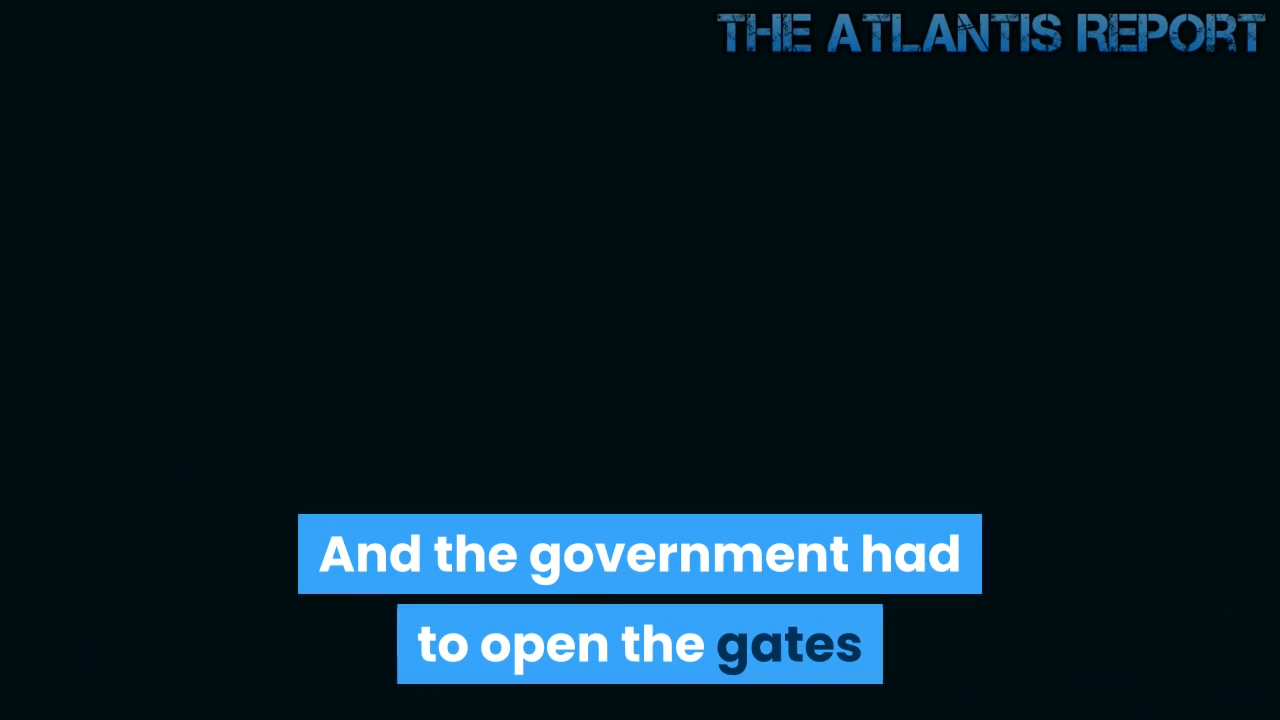 THE ATLANTIS REPORT
And the government had
to open the gates